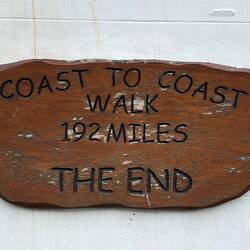 COAST TO COAST
WALK
192 MILES
THE END